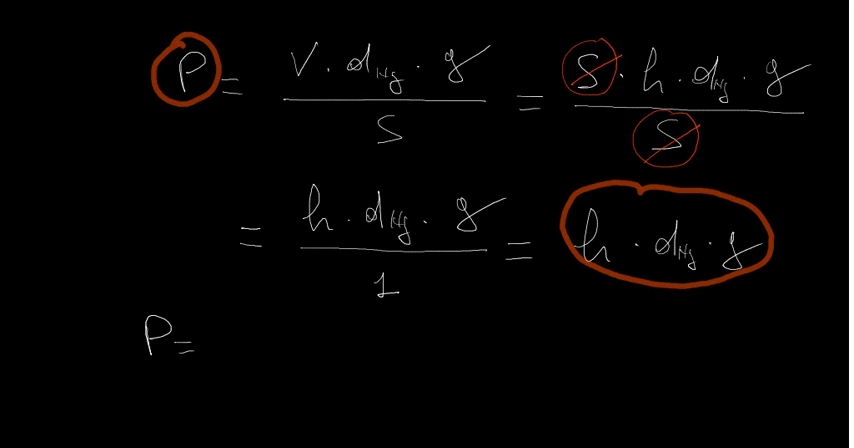 P = V · d_Hg · g / S = S · h · d_Hg · g / S
= h · d_Hg · g / 1 = h · d_Hg · g
P =